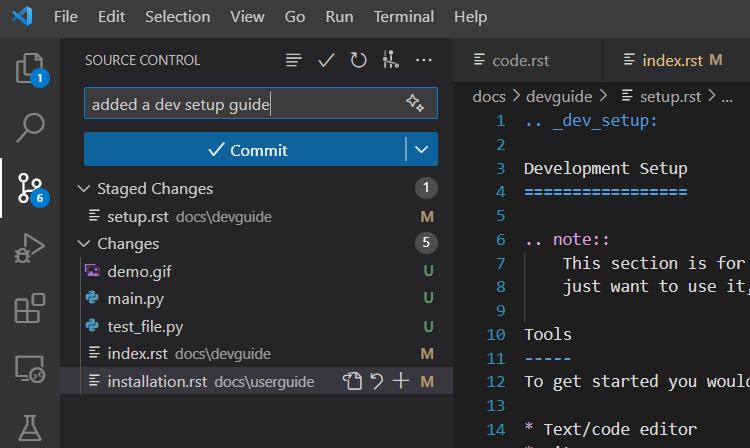 File Edit Selection View Go Run Terminal Help
SOURCE CONTROL
1
6
added a dev setup guide
Commit
Staged Changes 1
setup.rst docs\devguide M
Changes 5
demo.gif U
main.py U
test_file.py U
index.rst docs\devguide M
installation.rst docs\userguide M
code.rst index.rst M
docs > devguide > setup.rst > ...
1 .. _dev_setup:
2
3 Development Setup
4 =================
5
6 .. note::
7 This section is for
8 just want to use it,
9
10 Tools
11 -----
12 To get started you would
13
14 * Text/code editor